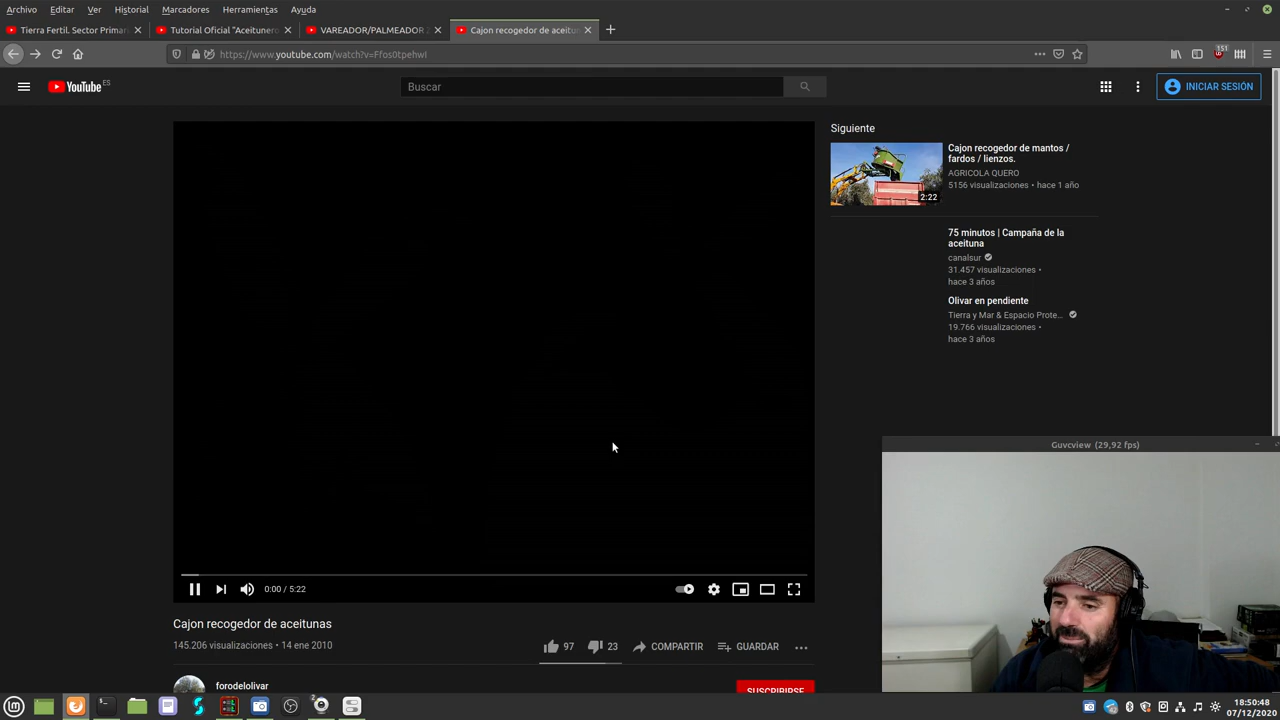 Archivo Editar Ver Historial Marcadores Herramientas Ayuda
Tierra Fertil. Sector Primar
Tutorial Oficial "Aceitunero
VAREADOR/PALMEADOR 2
Cajon recogedor de aceitun
https://www.youtube.com/watch?v=Ffos0tpehwI
151
YouTube ES
Buscar
INICIAR SESIÓN
Siguiente
Cajon recogedor de mantos /
fardos / lienzos.
AGRICOLA QUERO
5156 visualizaciones • hace 1 año
2:22
75 minutos | Campaña de la
aceituna
canalsur
31.457 visualizaciones •
hace 3 años
Olivar en pendiente
Tierra y Mar & Espacio Prote...
19.766 visualizaciones •
hace 3 años
Guvcview (29,92 fps)
0:00 / 5:22
Cajon recogedor de aceitunas
145.206 visualizaciones • 14 ene 2010
97
23
COMPARTIR
GUARDAR
forodelolivar
SUSCRIBIRSE
18:50:48
07/12/2020